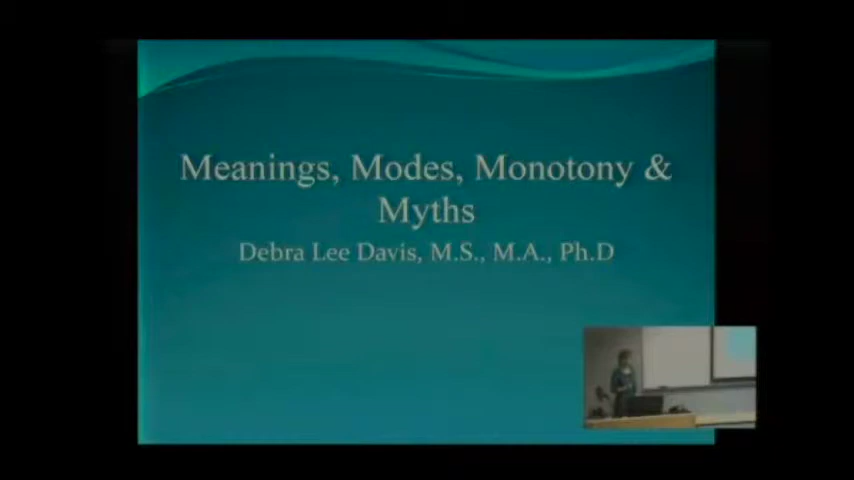 Meanings, Modes, Monotony &
Myths
Debra Lee Davis, M.S., M.A., Ph.D